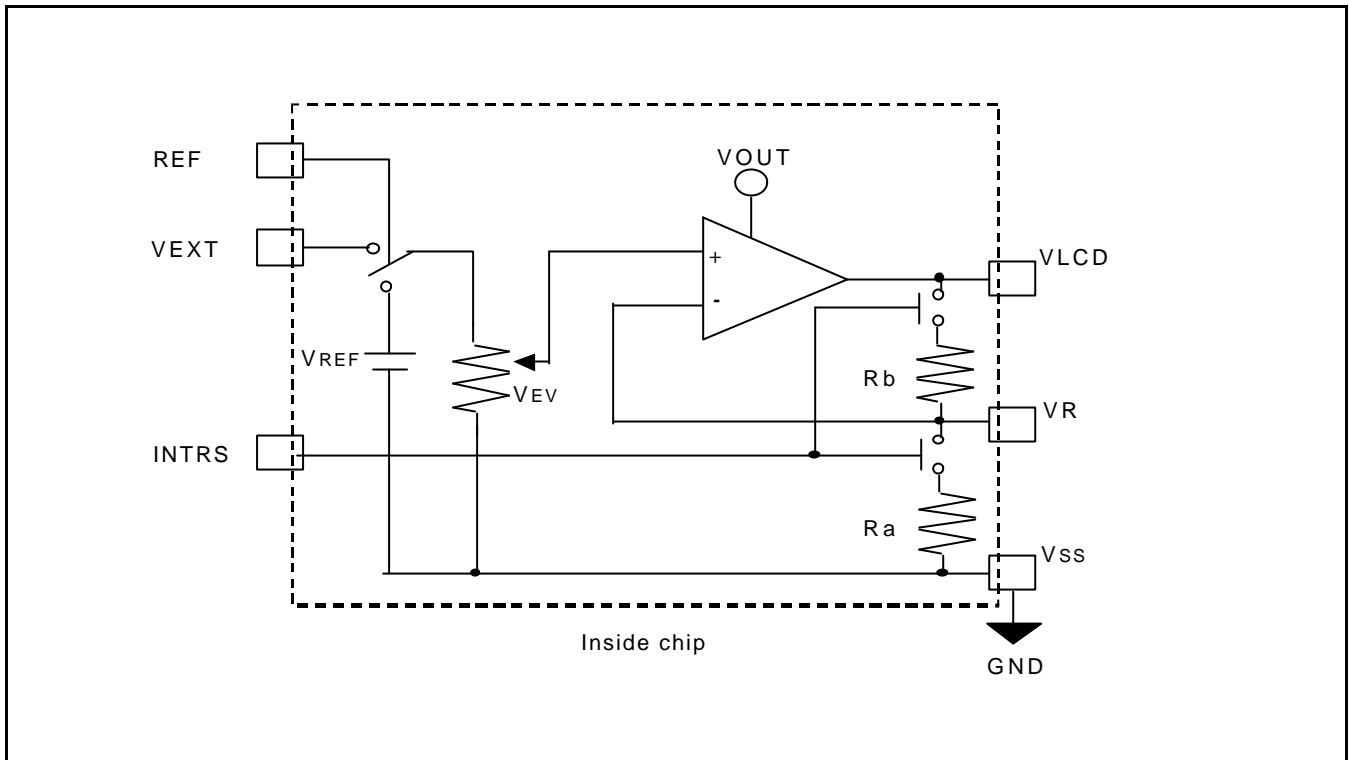 REF
VOUT
VEXT
VLCD
+
-
VREF
VEV
Rb
VR
INTRS
Ra
VSS
Inside chip
GND